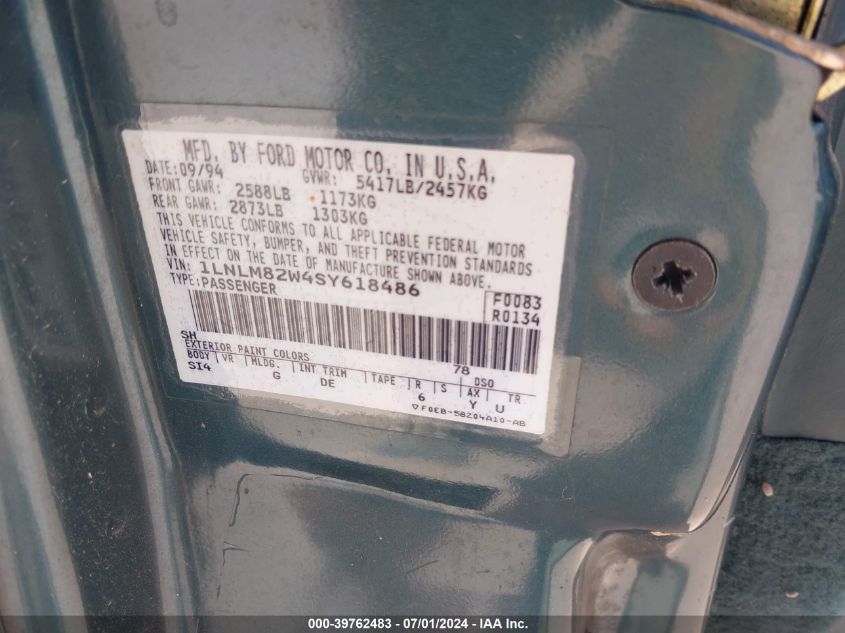 MFD. BY FORD MOTOR CO. IN U.S.A.
DATE: 09/94 GVWR: 5417LB/2457KG
FRONT GAWR: 2588LB 1173KG
REAR GAWR: 2873LB 1303KG
THIS VEHICLE CONFORMS TO ALL APPLICABLE FEDERAL MOTOR
VEHICLE SAFETY, BUMPER, AND THEFT PREVENTION STANDARDS
IN EFFECT ON THE DATE OF MANUFACTURE SHOWN ABOVE.
VIN: 1LNLM82W4SY618486
TYPE: PASSENGER
F0083
R0134
SH 78
EXTERIOR PAINT COLORS DSO
BODY VR MLDG. INT TRIM TAPE R S AX TR
SI4 G DE 6 Y U
▽F0EB-58204A10-AB
000-39762483 - 07/01/2024 - IAA Inc.